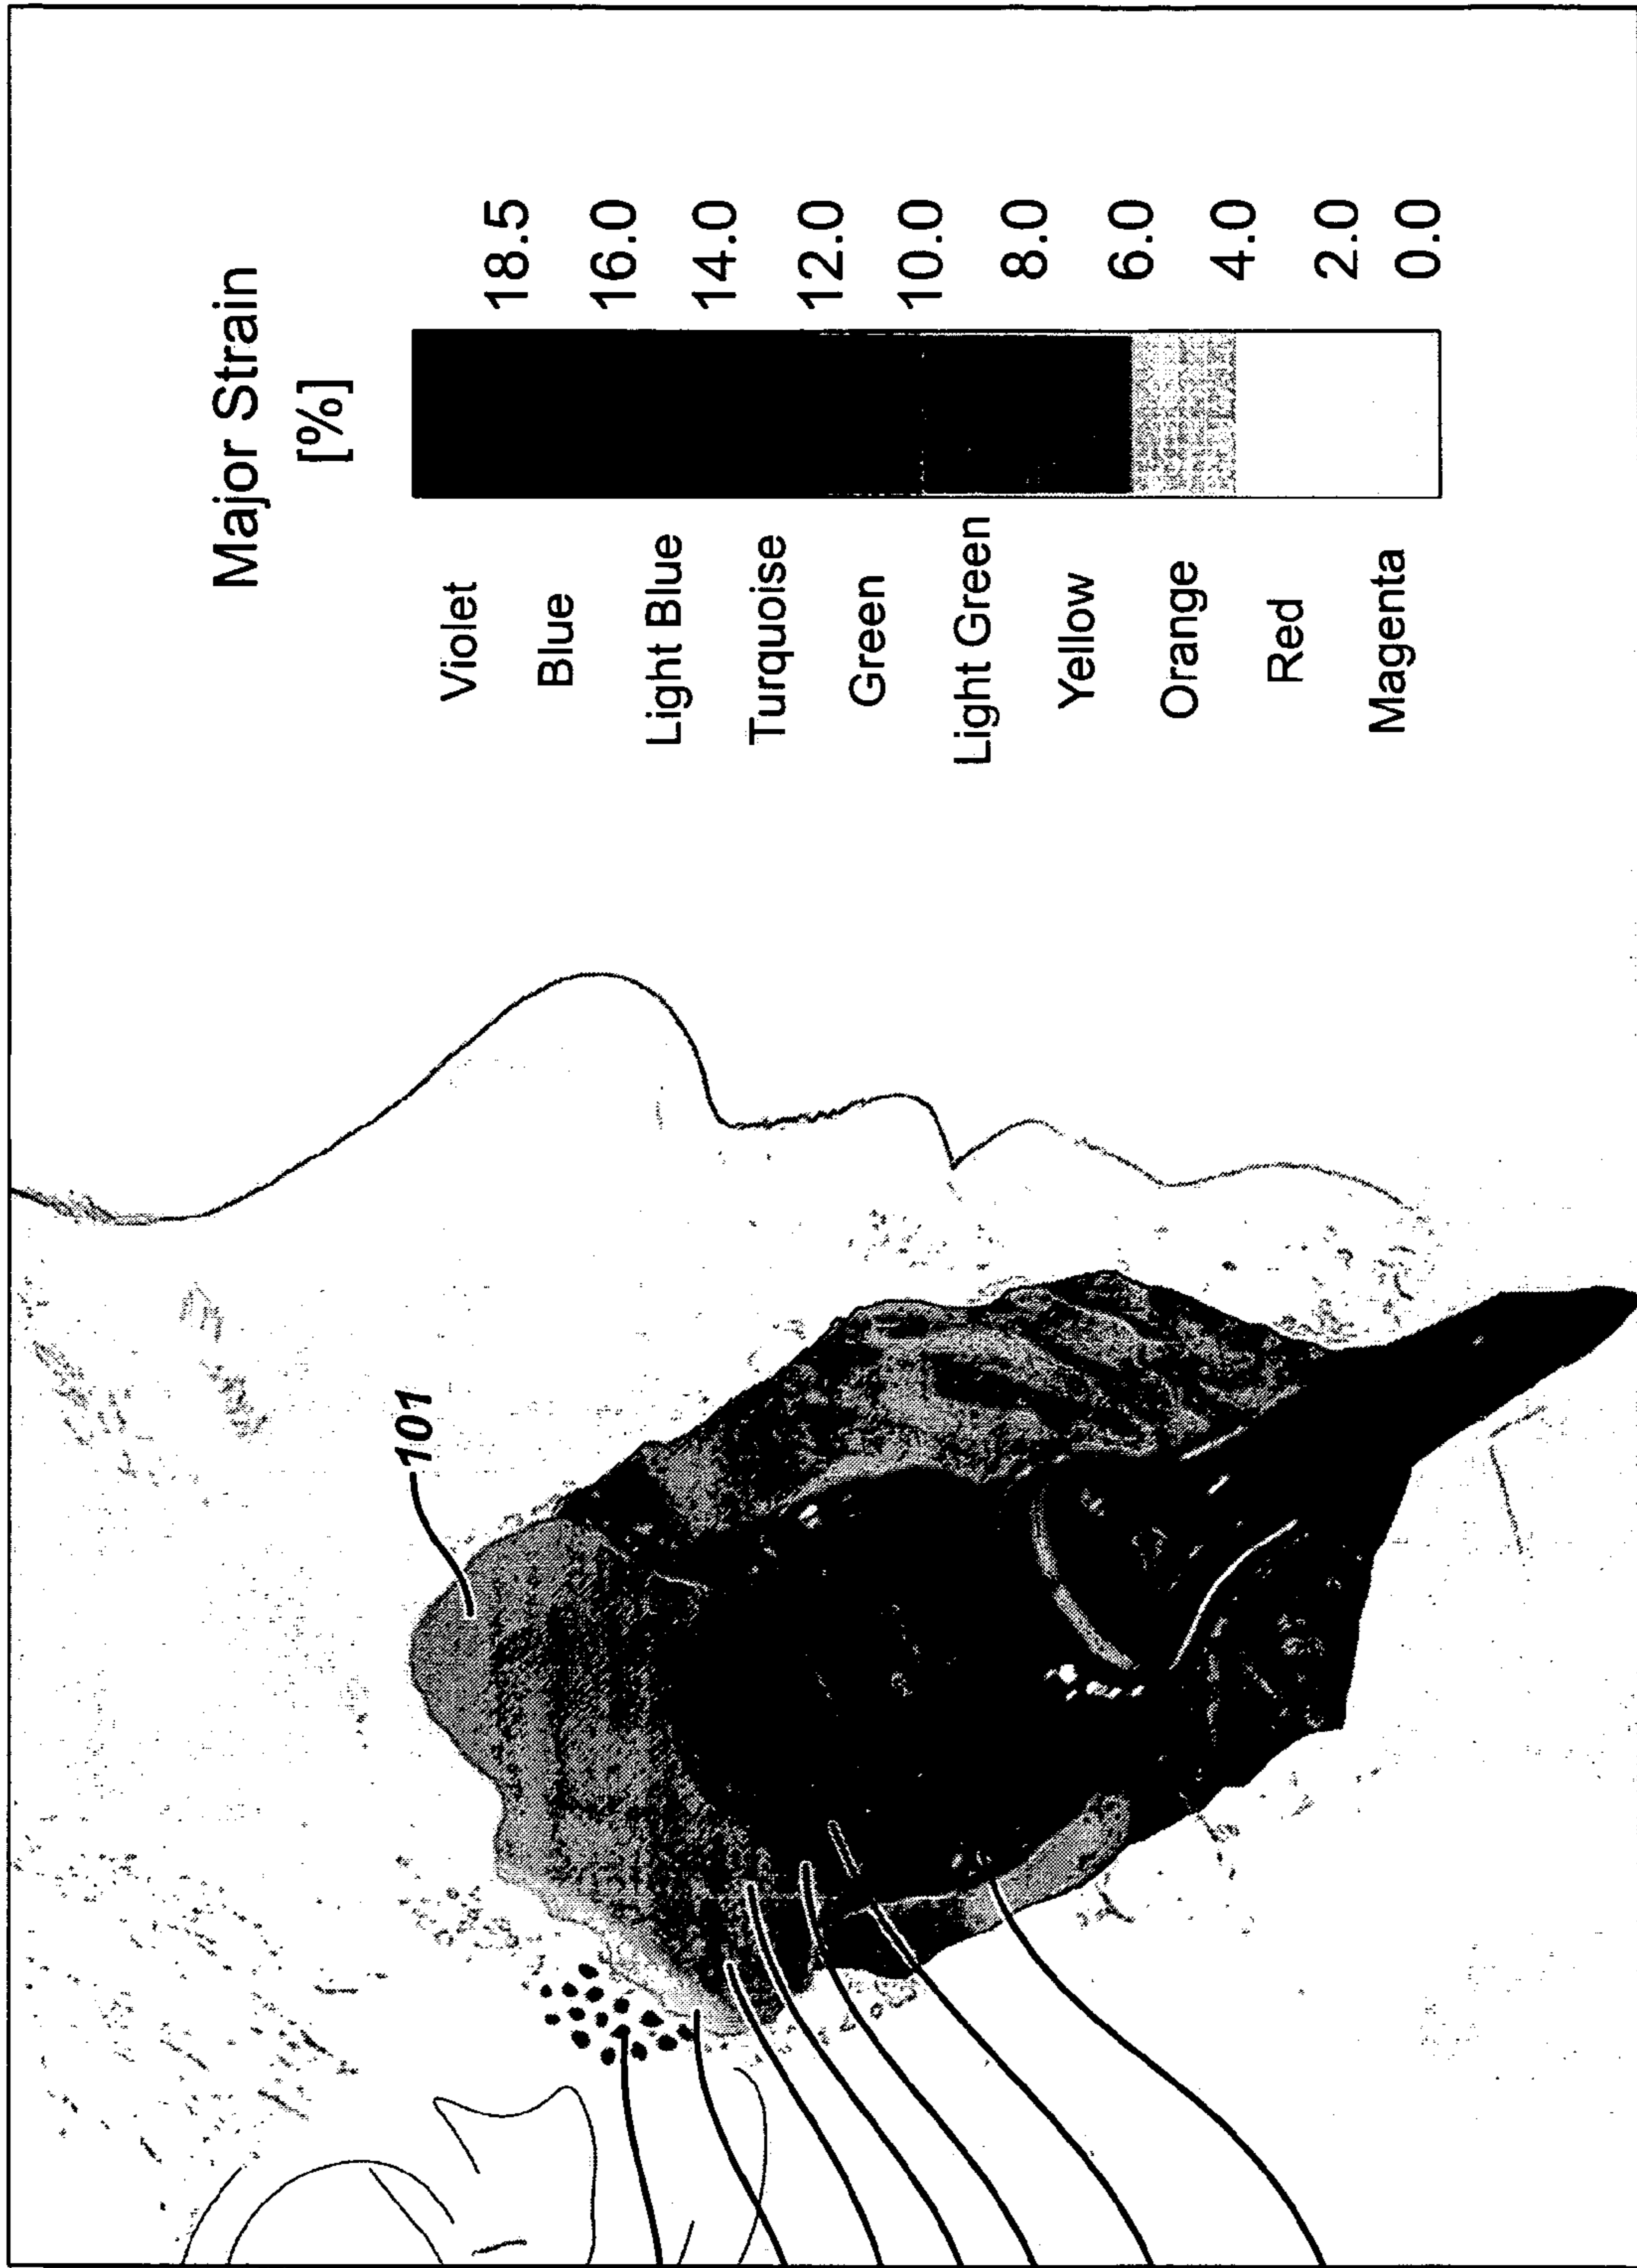 Major Strain
[%]
Violet
18.5
Blue
16.0
Light Blue
14.0
Turquoise
12.0
Green
10.0
Light Green
8.0
Yellow
6.0
Orange
4.0
Red
2.0
Magenta
0.0
101